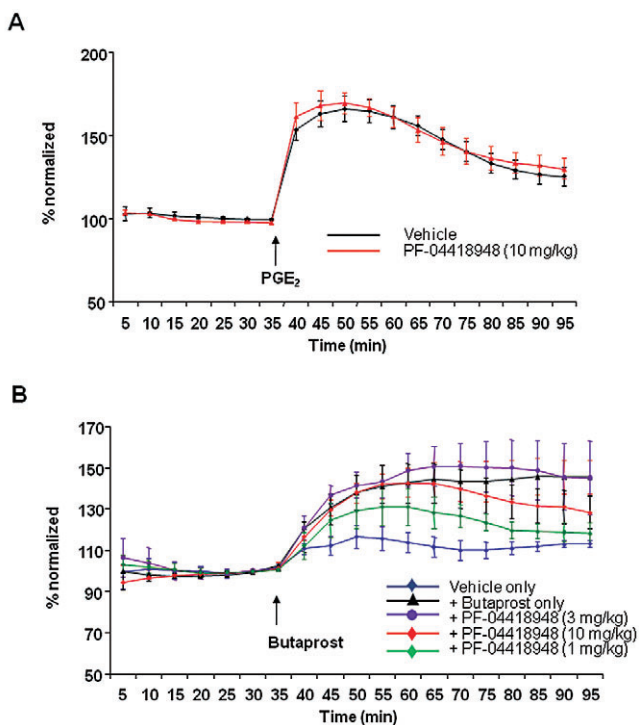 A
200
150
100
50
% normalized
Vehicle
PF-04418948 (10 mg/kg)
PGE2
5 10 15 20 25 30 35 40 45 50 55 60 65 70 75 80 85 90 95
Time (min)
B
170
150
130
110
90
70
50
% normalized
Butaprost
Vehicle only
+ Butaprost only
+ PF-04418948 (3 mg/kg)
+ PF-04418948 (10 mg/kg)
+ PF-04418948 (1 mg/kg)
5 10 15 20 25 30 35 40 45 50 55 60 65 70 75 80 85 90 95
Time (min)